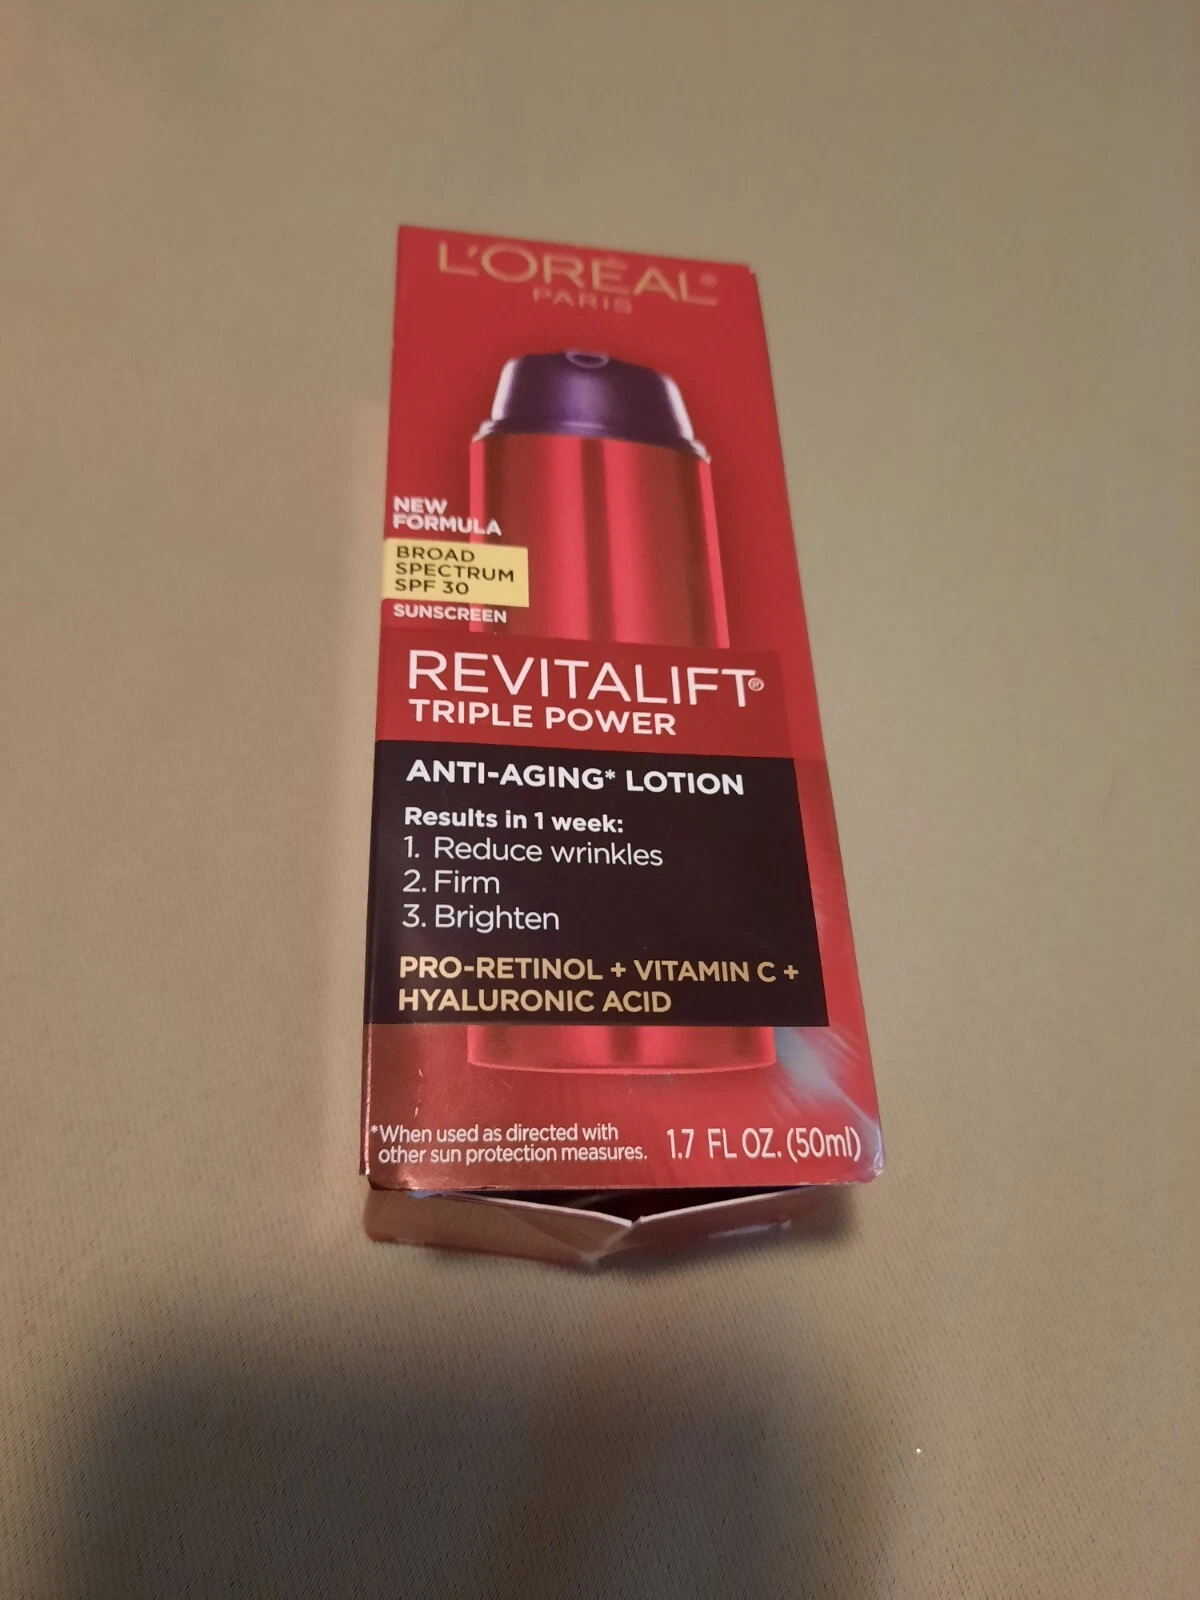 L'ORÉAL®
PARIS
NEW
FORMULA
BROAD
SPECTRUM
SPF 30
SUNSCREEN
REVITALIFT®
TRIPLE POWER
ANTI-AGING* LOTION
Results in 1 week:
1. Reduce wrinkles
2. Firm
3. Brighten
PRO-RETINOL + VITAMIN C +
HYALURONIC ACID
*When used as directed with
other sun protection measures.
1.7 FL OZ. (50ml)